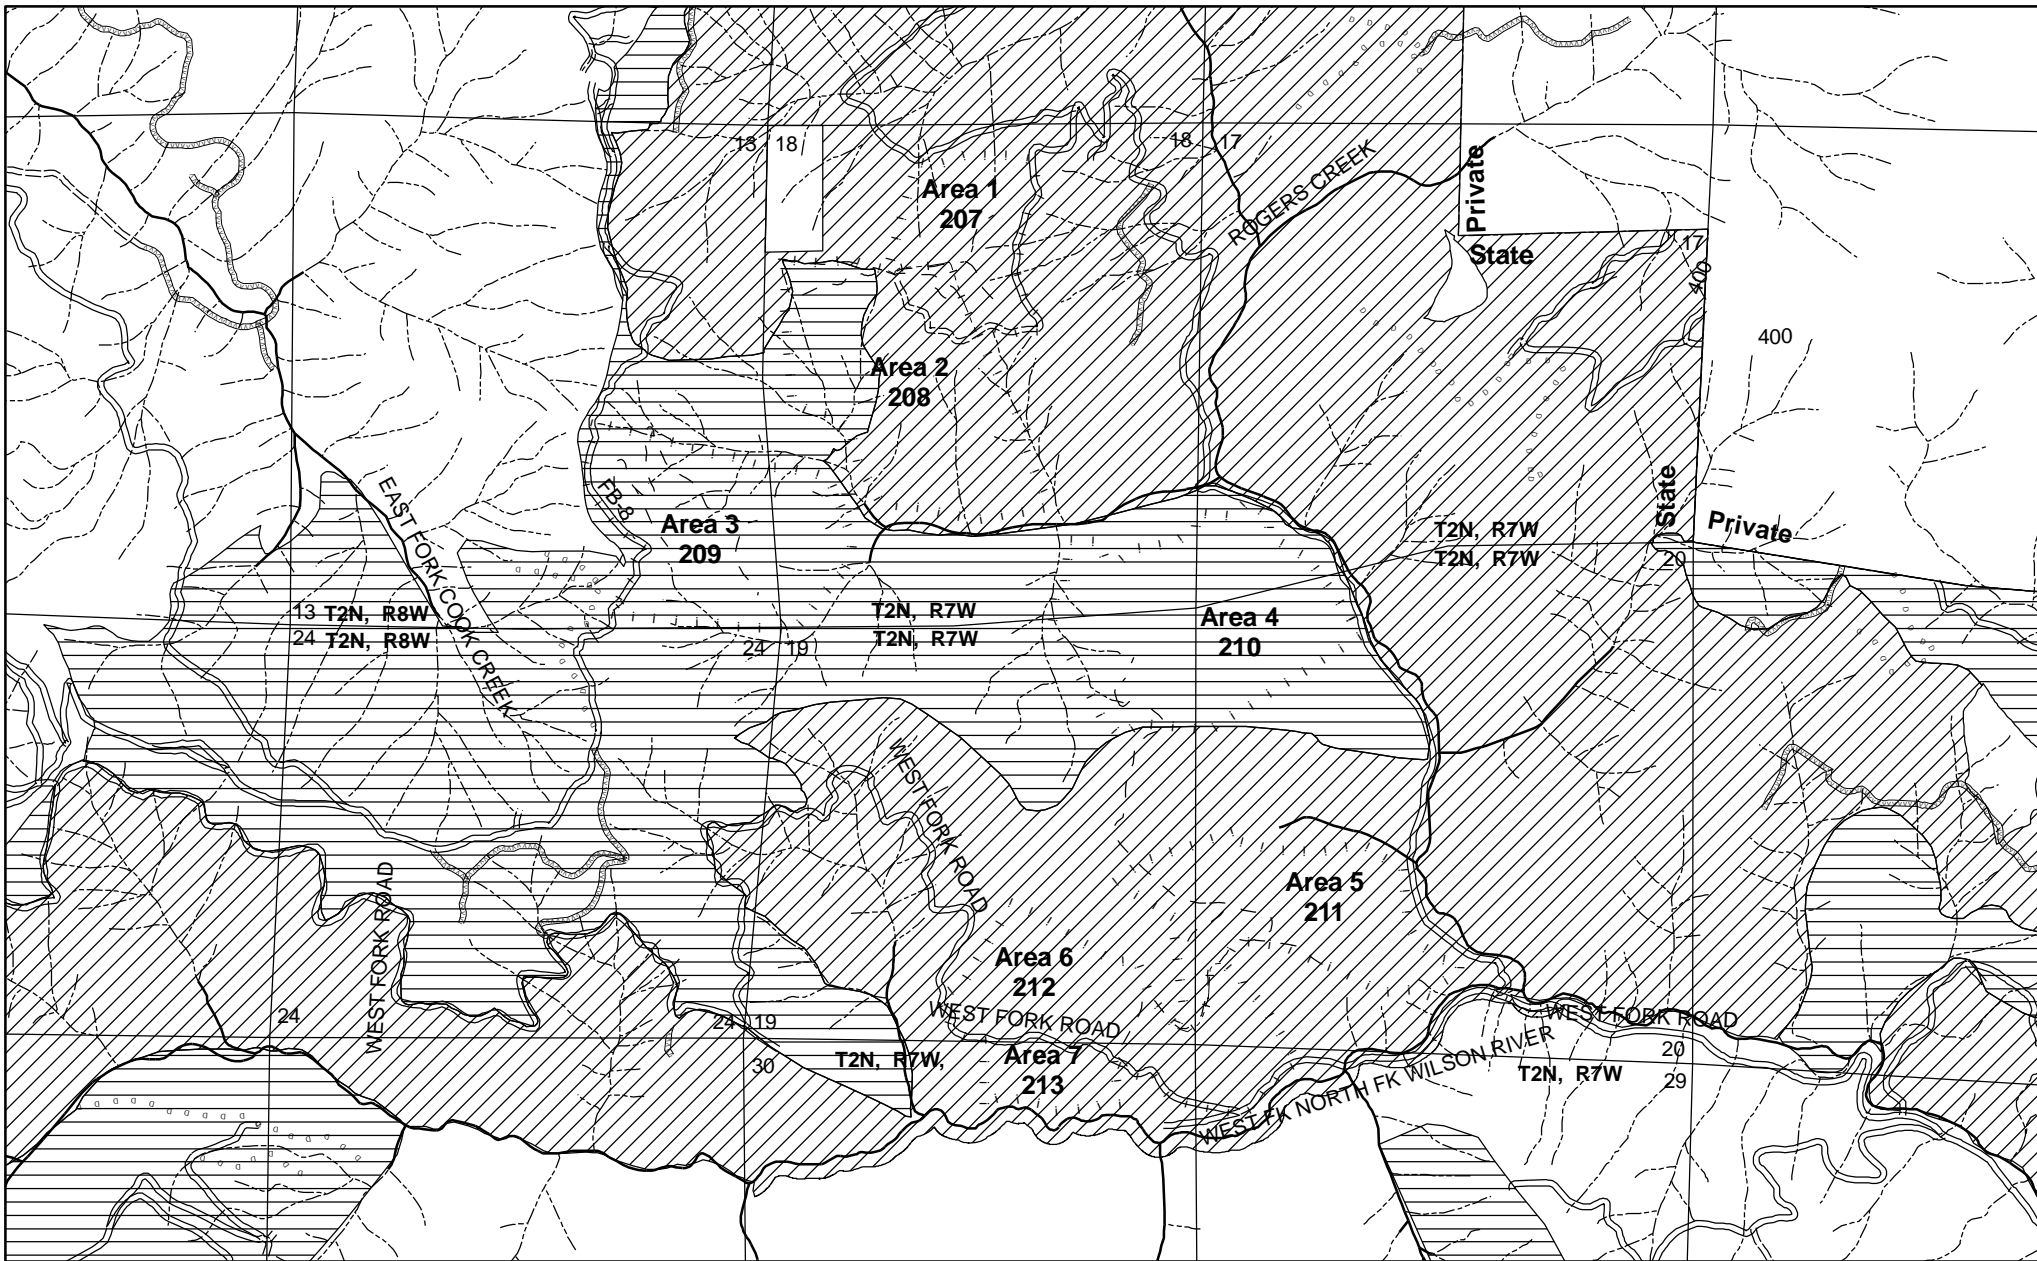 13 18
18 17
Area 1
207
ROGERS CREEK
Private
State
17
400
400
Area 2
208
EAST FORK COOK CREEK
FB-8
Area 3
209
State
Private
T2N, R7W
T2N, R7W
20
13 T2N, R8W
24 T2N, R8W
T2N, R7W
T2N, R7W
24 19
Area 4
210
WEST FORK ROAD
WEST FORK ROAD
Area 5
211
Area 6
212
WEST FORK ROAD
WEST FORK ROAD
24
24 19
30
T2N, R7W,
Area 7
213
WEST FK NORTH FK WILSON RIVER
20
T2N, R7W
29